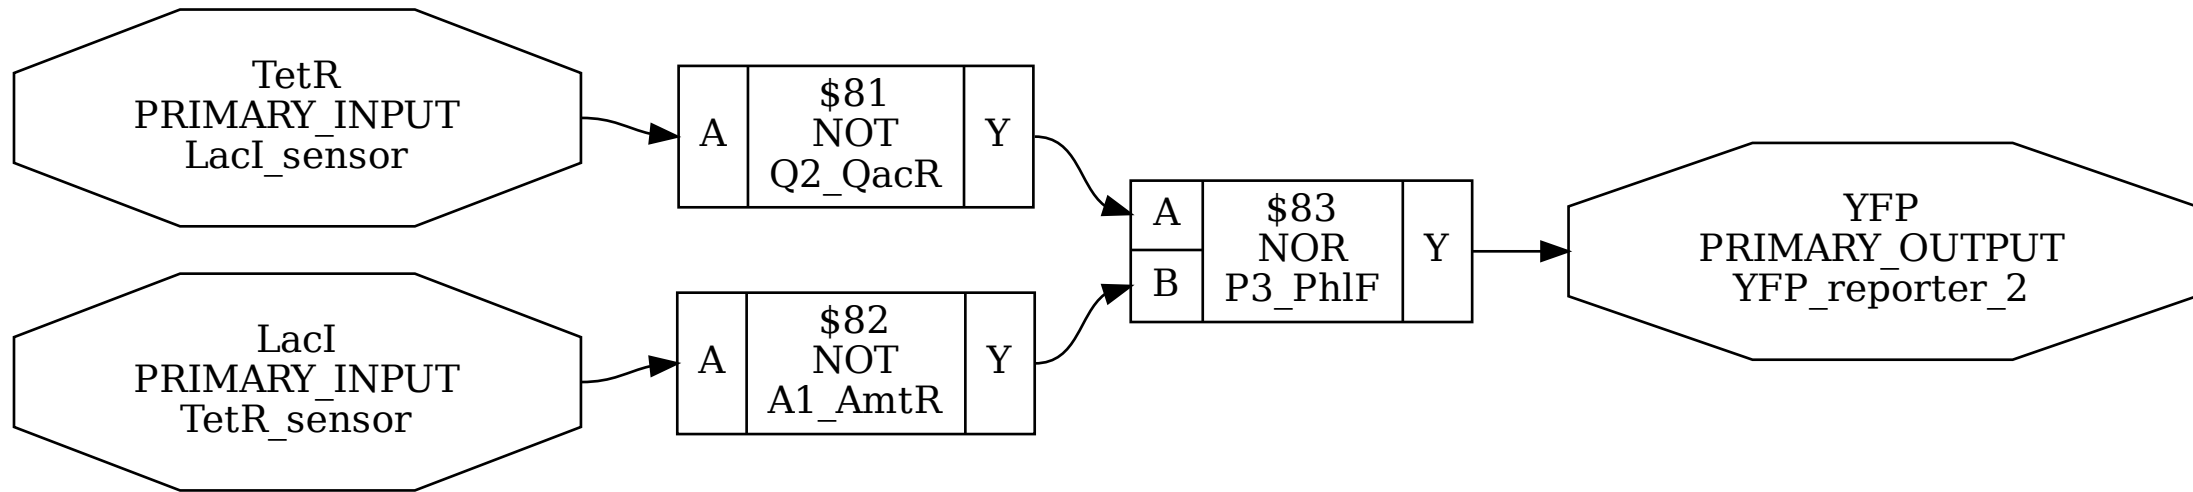 TetR
PRIMARY_INPUT
LacI_sensor
A
$81
NOT
Q2_QacR
Y
LacI
PRIMARY_INPUT
TetR_sensor
A
$82
NOT
A1_AmtR
Y
A
B
$83
NOR
P3_PhlF
Y
YFP
PRIMARY_OUTPUT
YFP_reporter_2